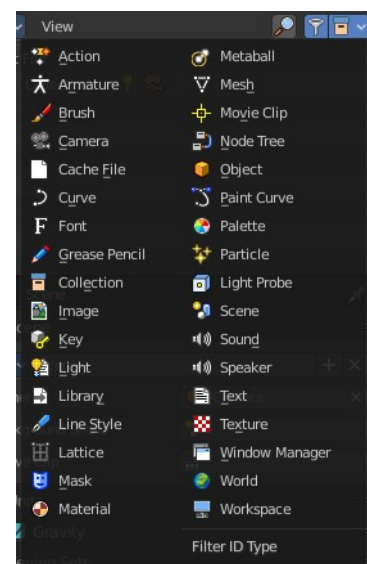 View
Action
Armature
Brush
Camera
Cache File
Curve
Font
Grease Pencil
Collection
Image
Key
Light
Library
Line Style
Lattice
Mask
Material
Metaball
Mesh
Movie Clip
Node Tree
Object
Paint Curve
Palette
Particle
Light Probe
Scene
Sound
Speaker
Text
Texture
Window Manager
World
Workspace
Filter ID Type
Gravity